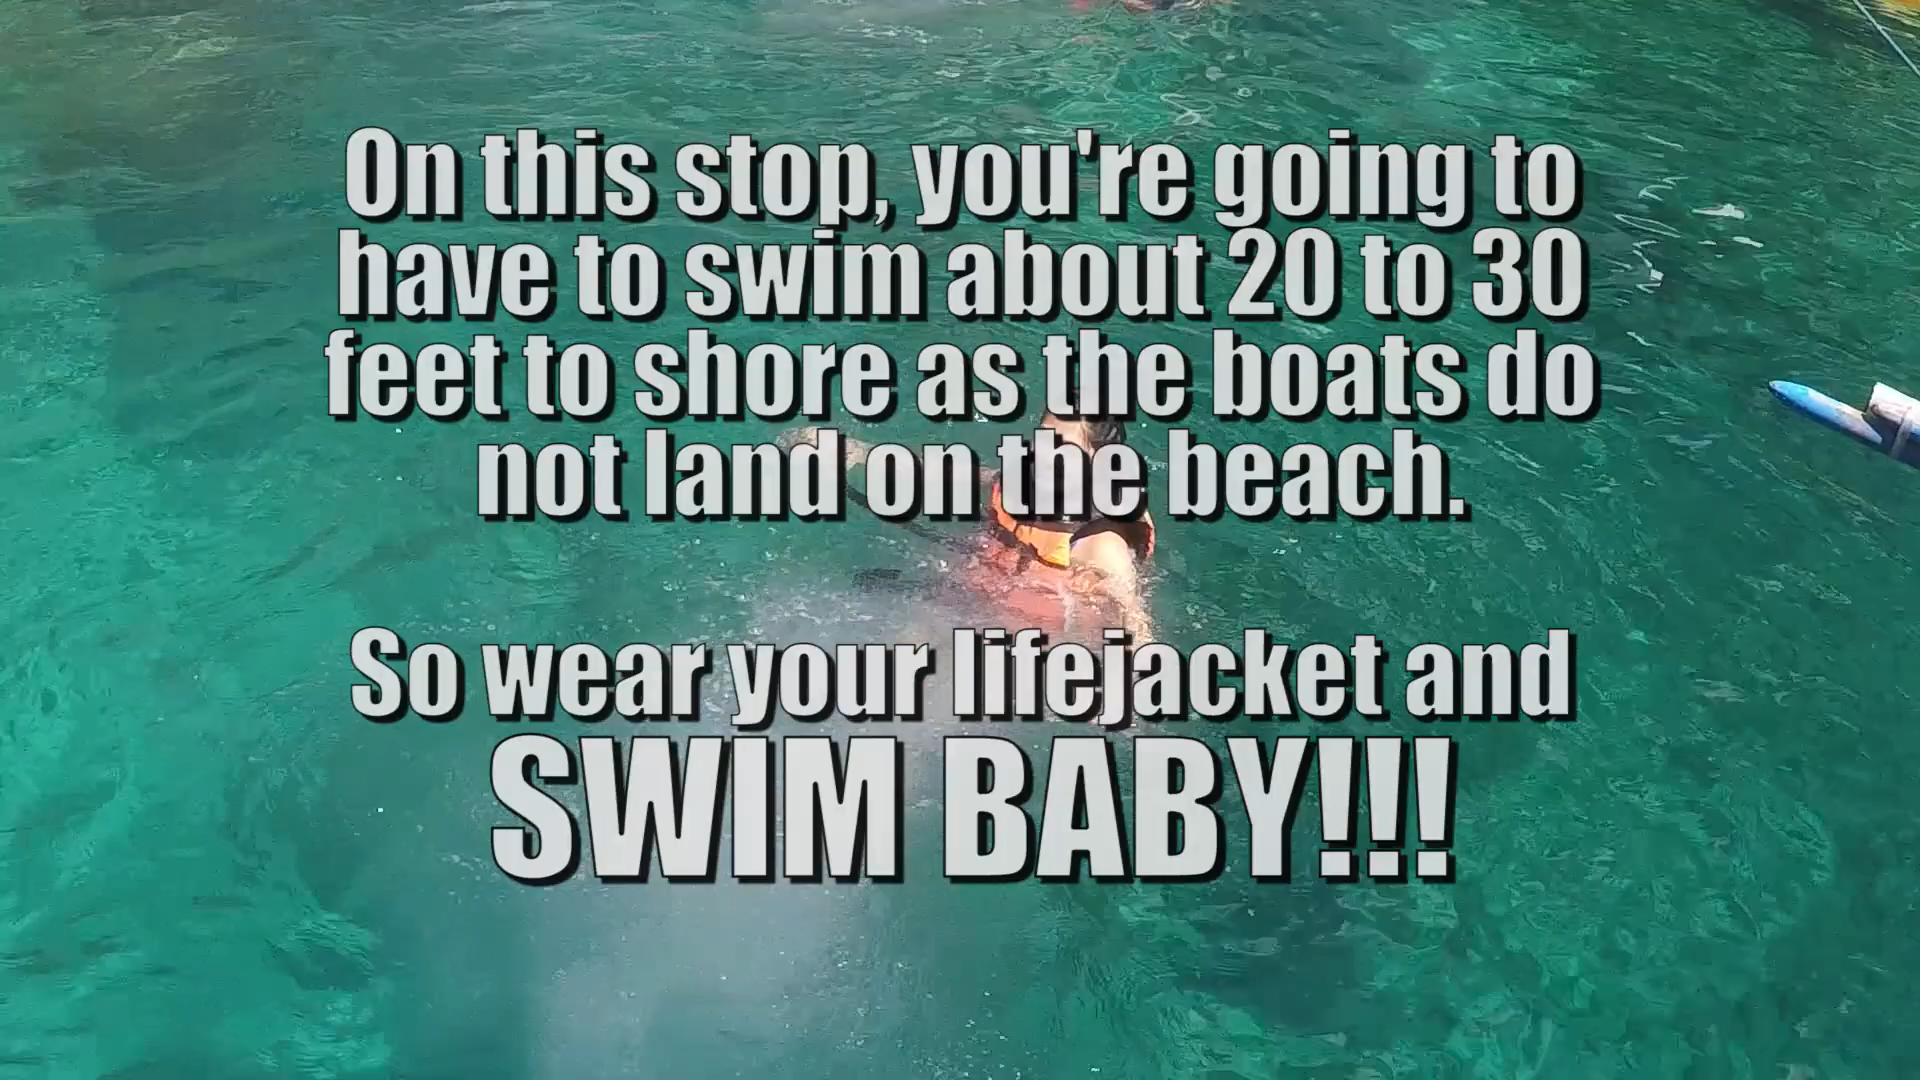 On this stop, you're going to
have to swim about 20 to 30
feet to shore as the boats do
not land on the beach.
So wear your lifejacket and
SWIM BABY!!!